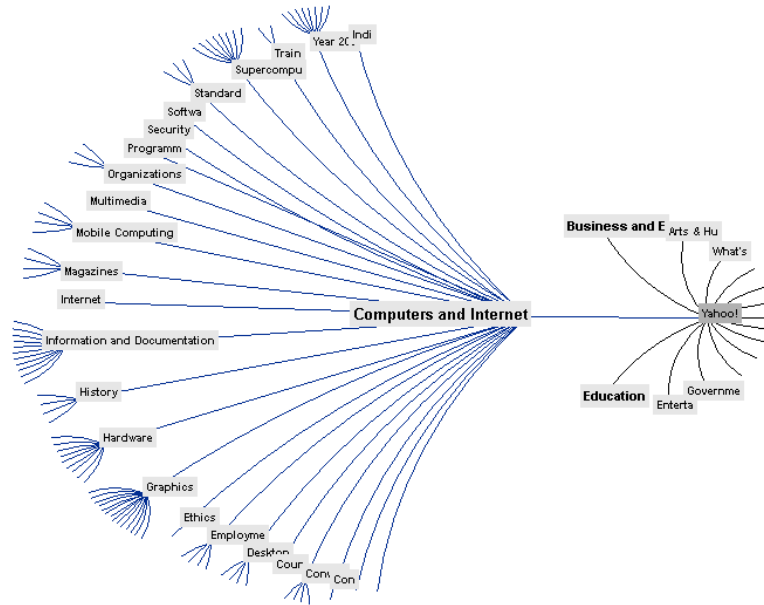 Indi
Year 20
Train
Supercompu
Standard
Softwa
Security
Programm
Organizations
Multimedia
Mobile Computing
Magazines
Internet
Computers and Internet
Information and Documentation
History
Hardware
Graphics
Ethics
Employme
Desktop
Cour
Conv
Con
Business and E
Arts & Hu
What's
Yahoo!
Education
Enterta
Governme